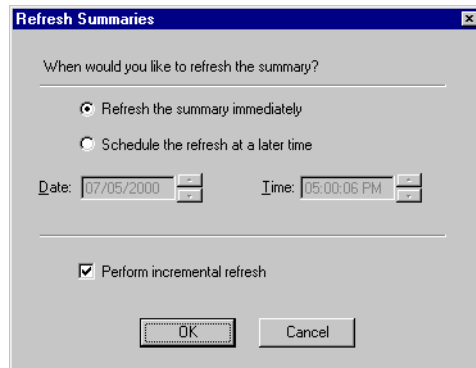 Refresh Summaries
When would you like to refresh the summary?
Refresh the summary immediately
Schedule the refresh at a later time
Date: 07/05/2000 Time: 05:00:06 PM
Perform incremental refresh
OK Cancel